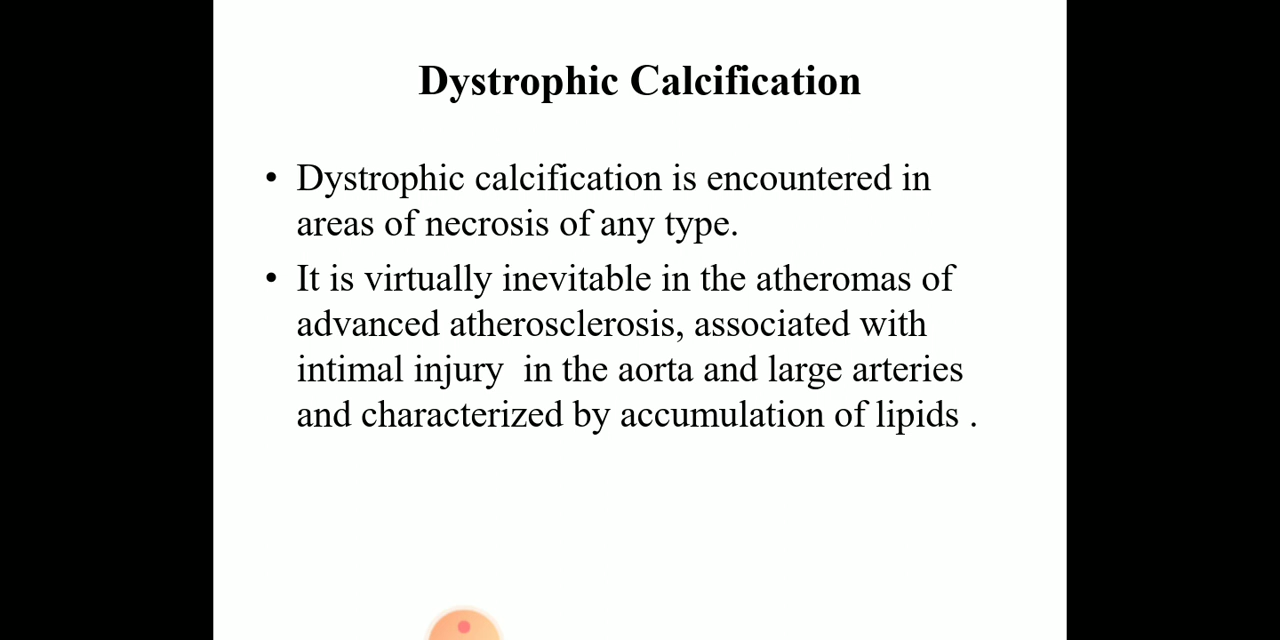 Dystrophic Calcification
• Dystrophic calcification is encountered in
areas of necrosis of any type.
• It is virtually inevitable in the atheromas of
advanced atherosclerosis, associated with
intimal injury  in the aorta and large arteries
and characterized by accumulation of lipids .